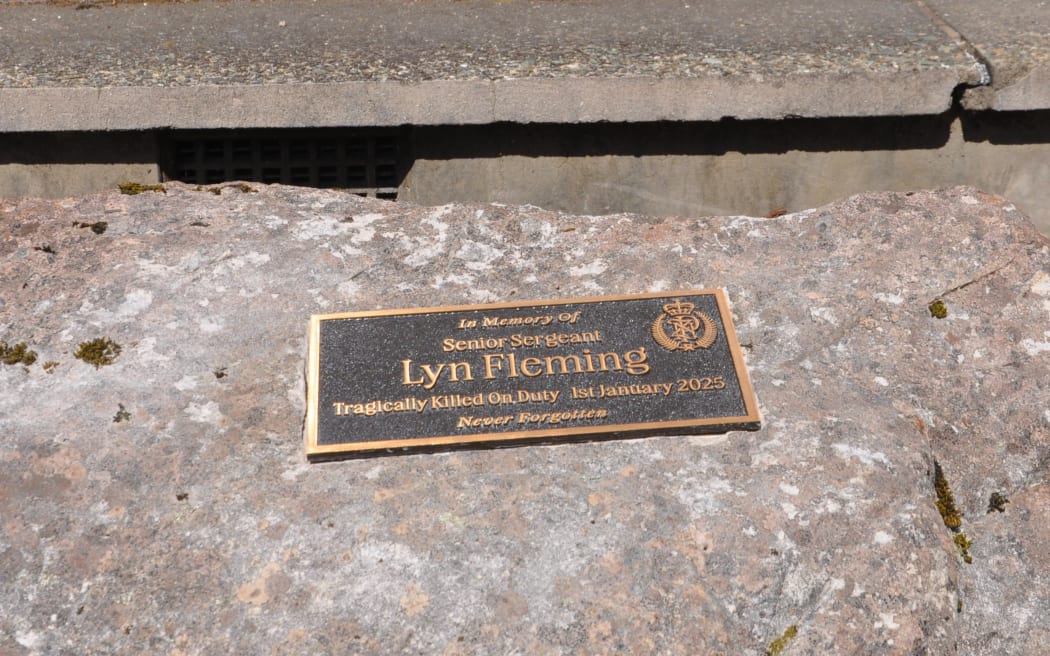 In Memory Of
Senior Sergeant
Lyn Fleming
Tragically Killed On Duty 1st January 2025
Never Forgotten